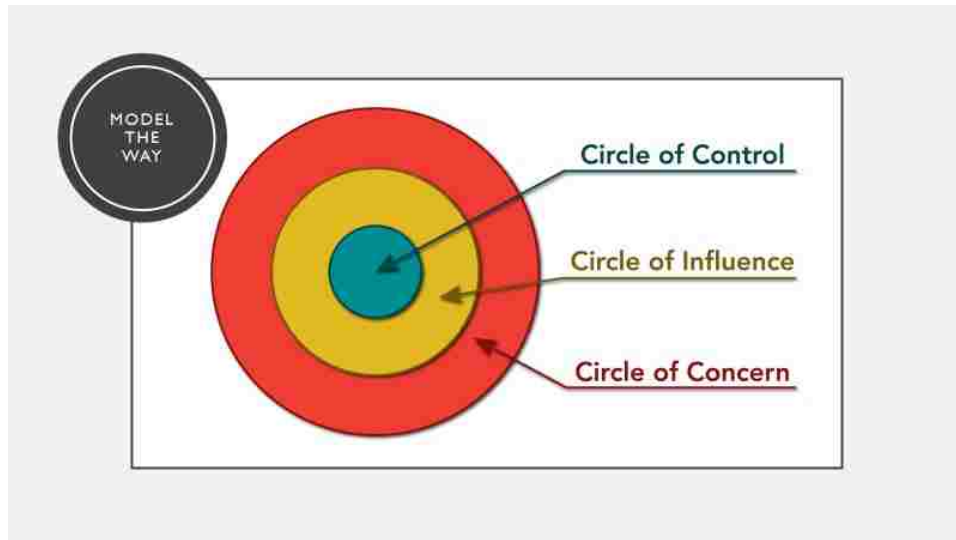 MODEL
THE
WAY
Circle of Control
Circle of Influence
Circle of Concern